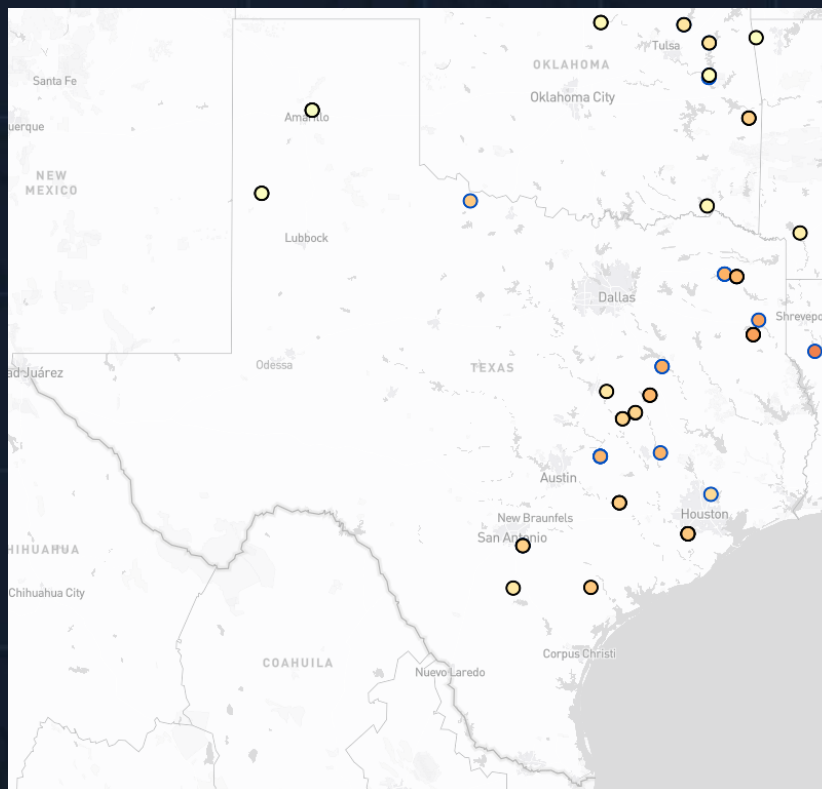 Tulsa
OKLAHOMA
Santa Fe
Oklahoma City
Amarillo
uerque
NEW
MEXICO
Lubbock
Dallas
Shrevepo
TEXAS
Odessa
ad Juárez
Austin
Houston
New Braunfels
San Antonio
HIHUAHUA
Chihuahua City
Corpus Christi
COAHUILA
Nuevo Laredo